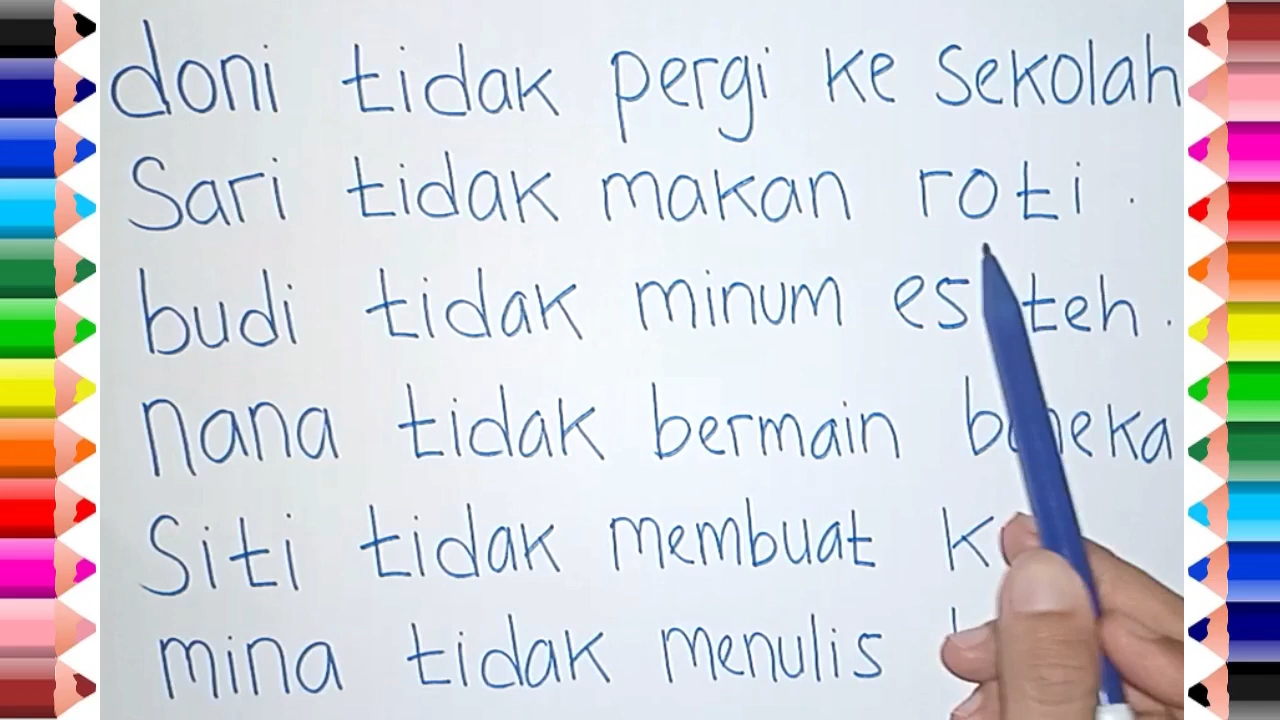 doni tidak pergi ke sekolah
Sari tidak makan roti.
budi tidak minum es teh.
nana tidak bermain boneka
Siti tidak membuat
mina tidak menulis